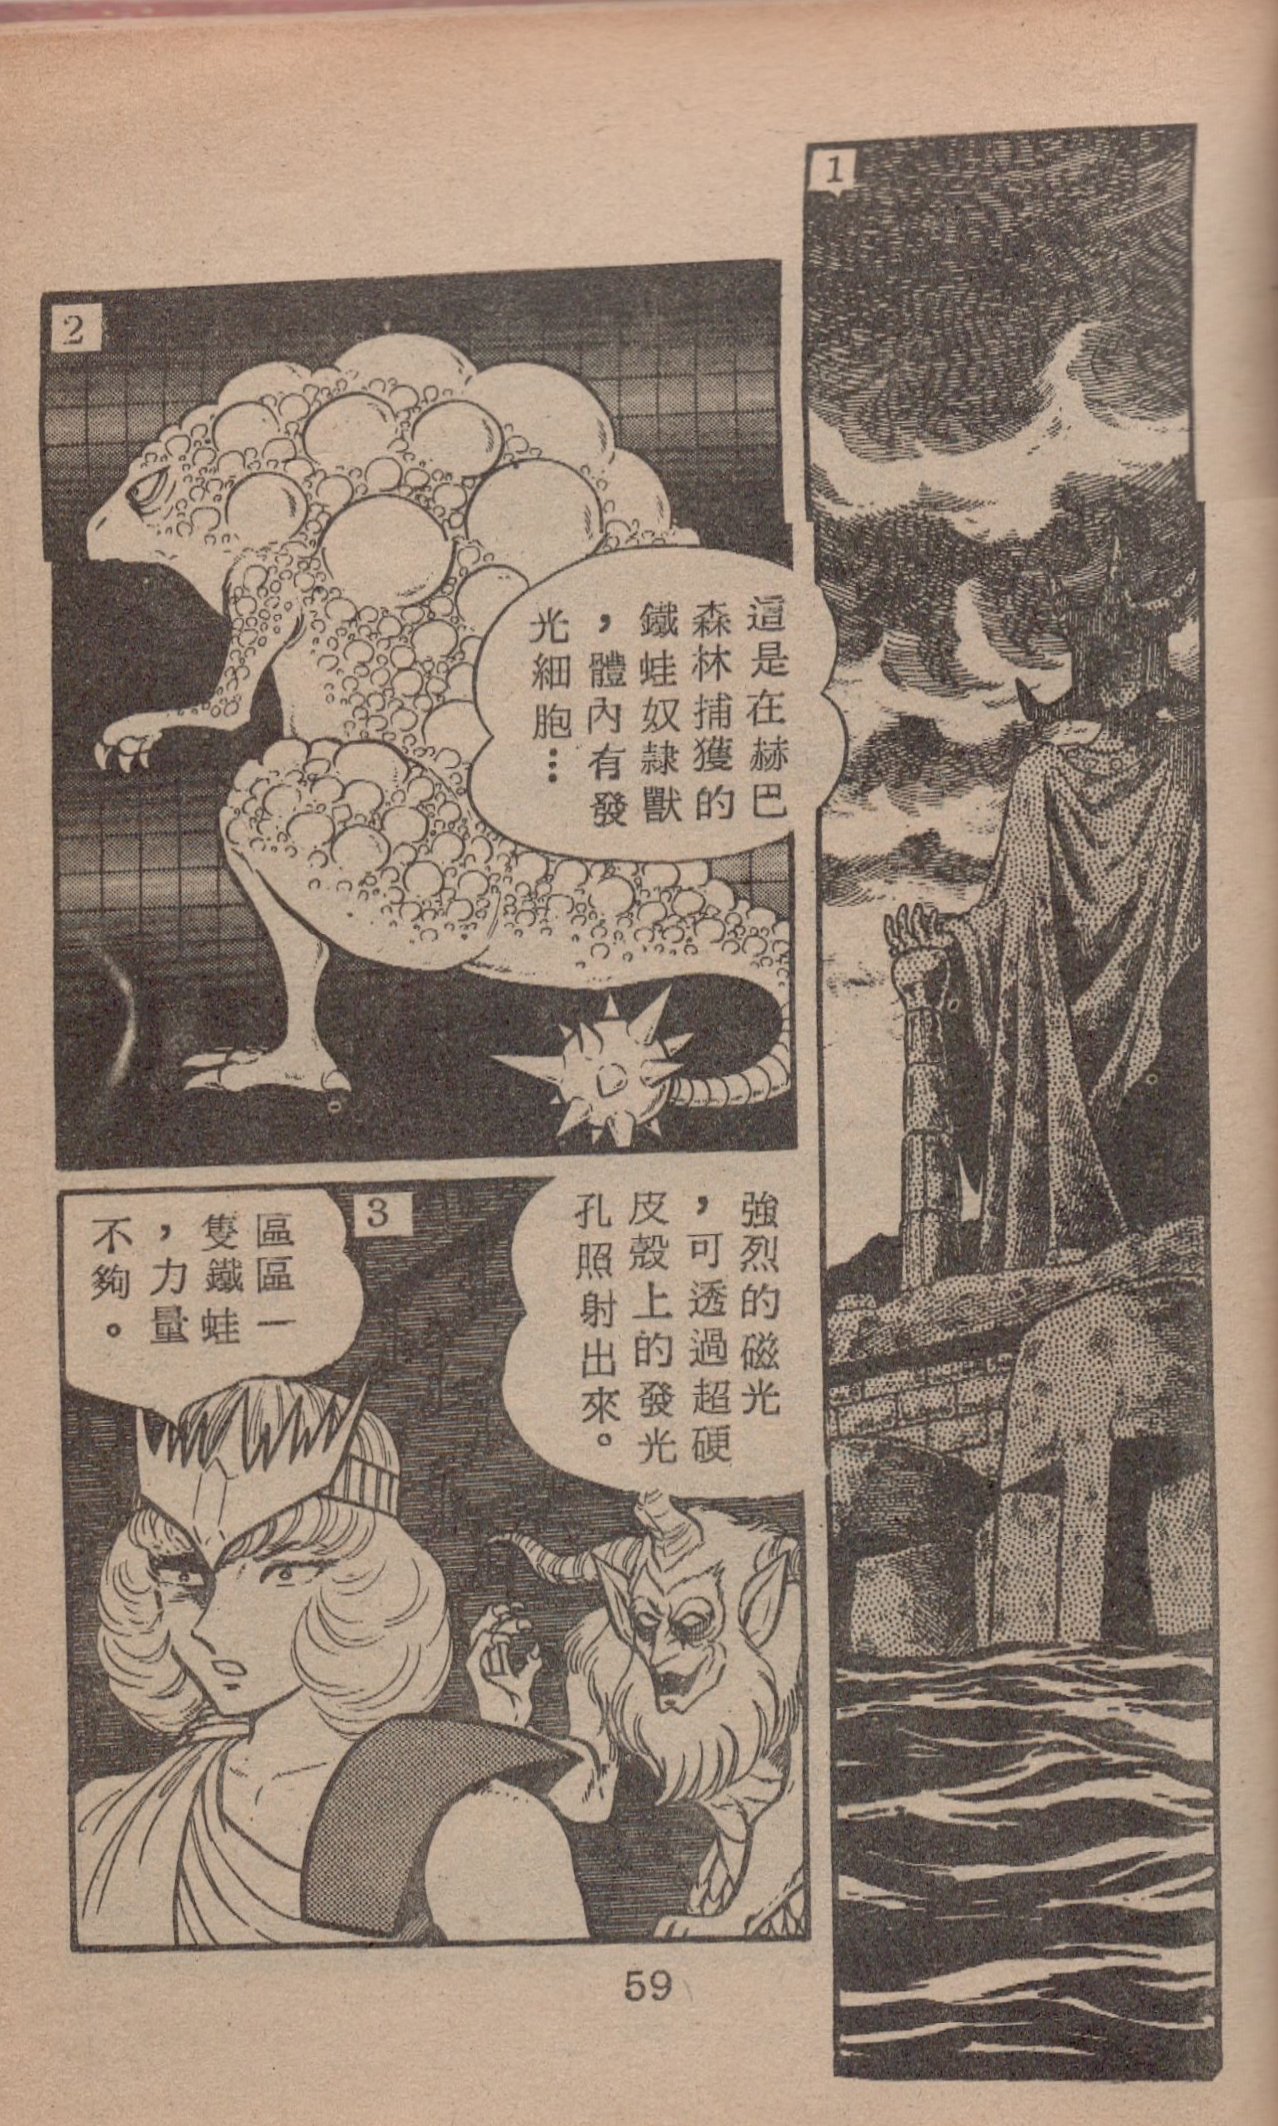 1
2
這是在赫巴
森林捕獲的
鐵蛙奴隸獸
，體內有發
光細胞…
3
強烈的磁光
，可透過超硬
皮殼上的發光
孔照射出來。
區區一
隻鐵蛙
，力量
不夠。
59